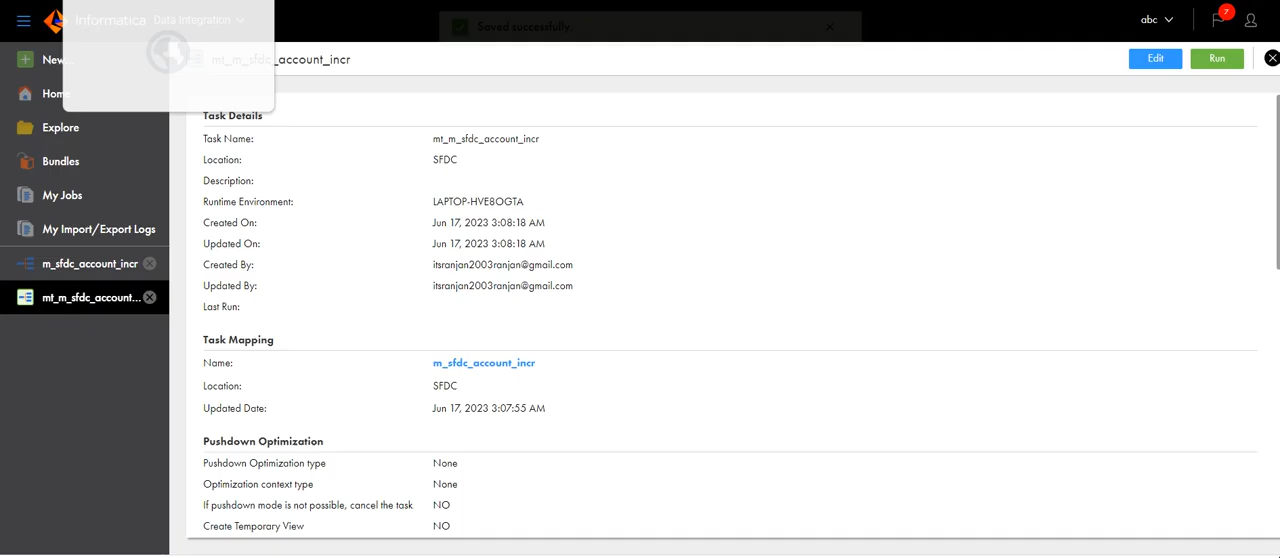 Informatica Data Integration
Saved successfully.
abc
7
New...
mt_m_sfdc_account_incr
Edit
Run
Home
Explore
Bundles
My Jobs
My Import/Export Logs
m_sfdc_account_incr
mt_m_sfdc_account...
Task Details
Task Name: mt_m_sfdc_account_incr
Location: SFDC
Description:
Runtime Environment: LAPTOP-HVE8OGTA
Created On: Jun 17, 2023 3:08:18 AM
Updated On: Jun 17, 2023 3:08:18 AM
Created By: itsranjan2003ranjan@gmail.com
Updated By: itsranjan2003ranjan@gmail.com
Last Run:
Task Mapping
Name: m_sfdc_account_incr
Location: SFDC
Updated Date: Jun 17, 2023 3:07:55 AM
Pushdown Optimization
Pushdown Optimization type None
Optimization context type None
If pushdown mode is not possible, cancel the task NO
Create Temporary View NO